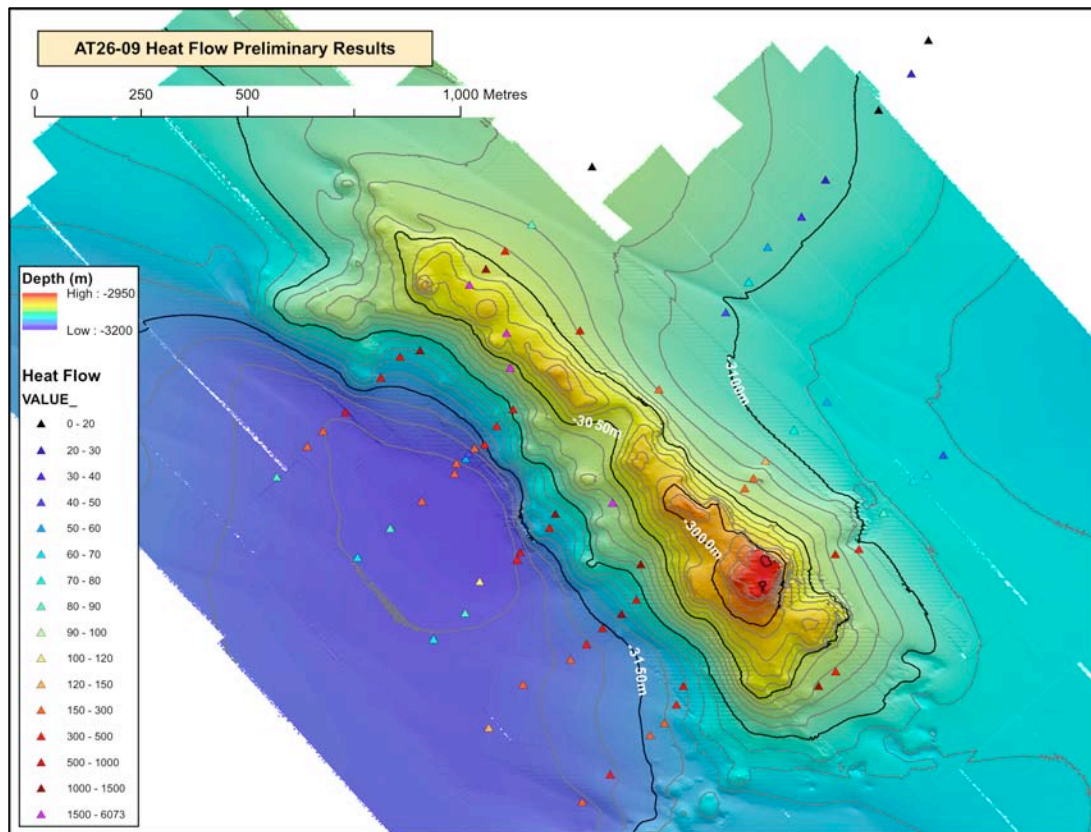 AT26-09 Heat Flow Preliminary Results
0 250 500 1,000 Metres
Depth (m)
High : -2950
Low : -3200
Heat Flow
VALUE_
0 - 20
20 - 30
30 - 40
40 - 50
50 - 60
60 - 70
70 - 80
80 - 90
90 - 100
100 - 120
120 - 150
150 - 300
300 - 500
500 - 1000
1000 - 1500
1500 - 6073
-3100m
-3050m
-3000m
-3150m